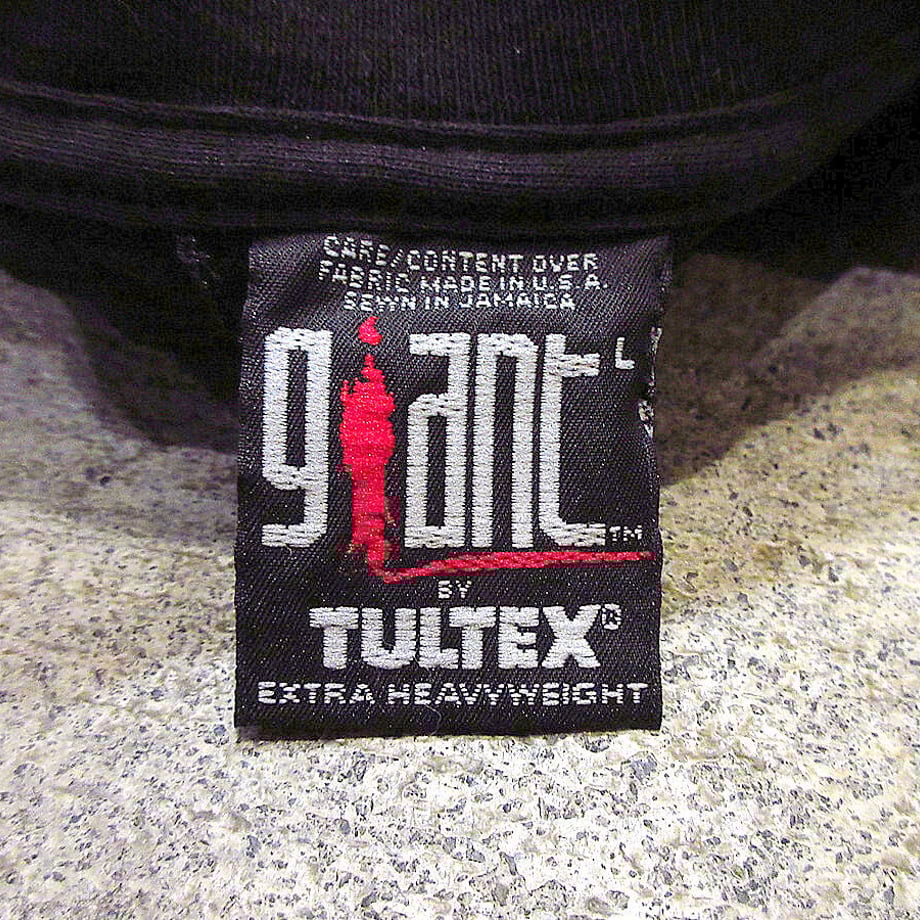 CARE/CONTENT OVER
FABRIC MADE IN U.S.A.
SEWN IN JAMAICA
giant L
TM
BY
TULTEX®
EXTRA HEAVYWEIGHT